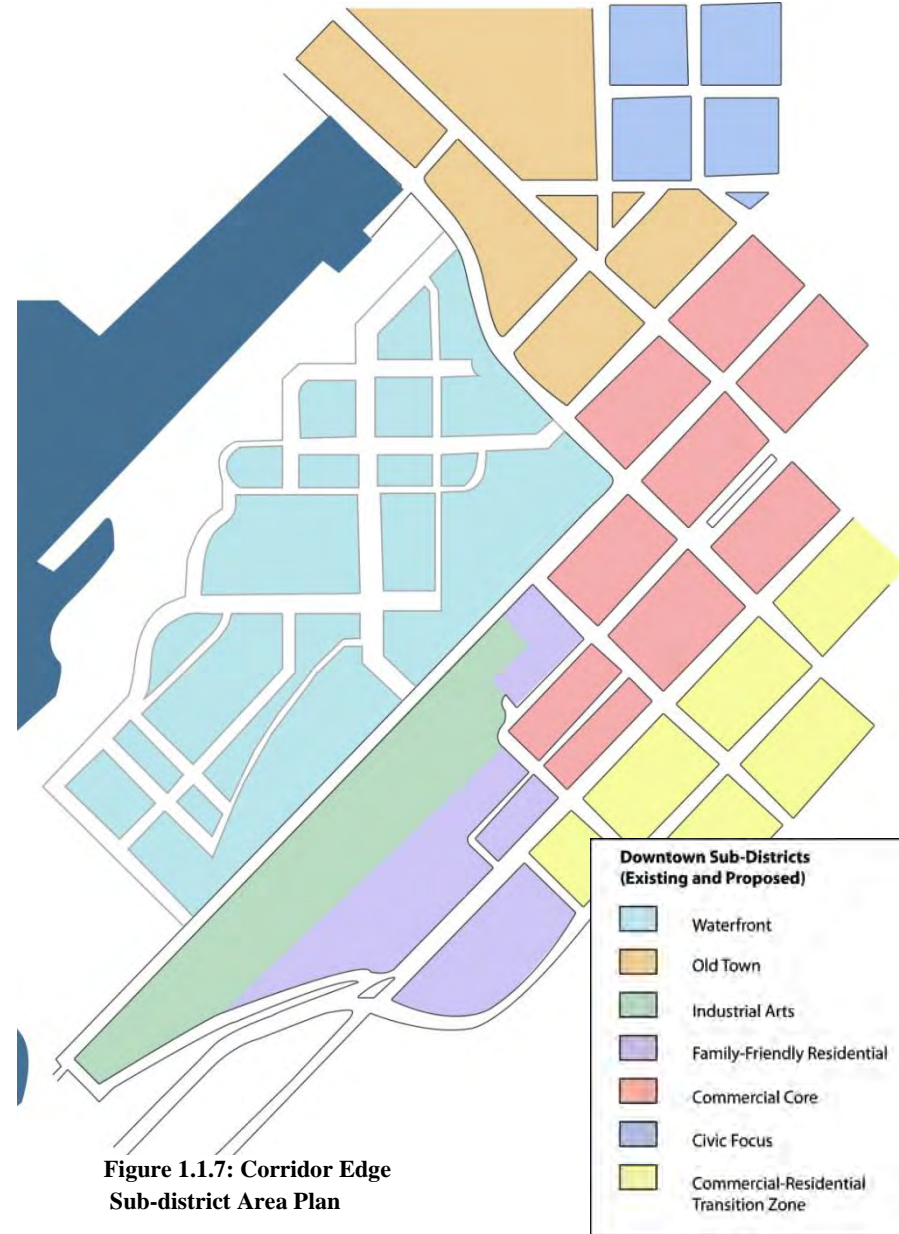 Downtown Sub-Districts
(Existing and Proposed)
Waterfront
Old Town
Industrial Arts
Family-Friendly Residential
Commercial Core
Civic Focus
Commercial-Residential
Transition Zone
Figure 1.1.7: Corridor Edge
Sub-district Area Plan